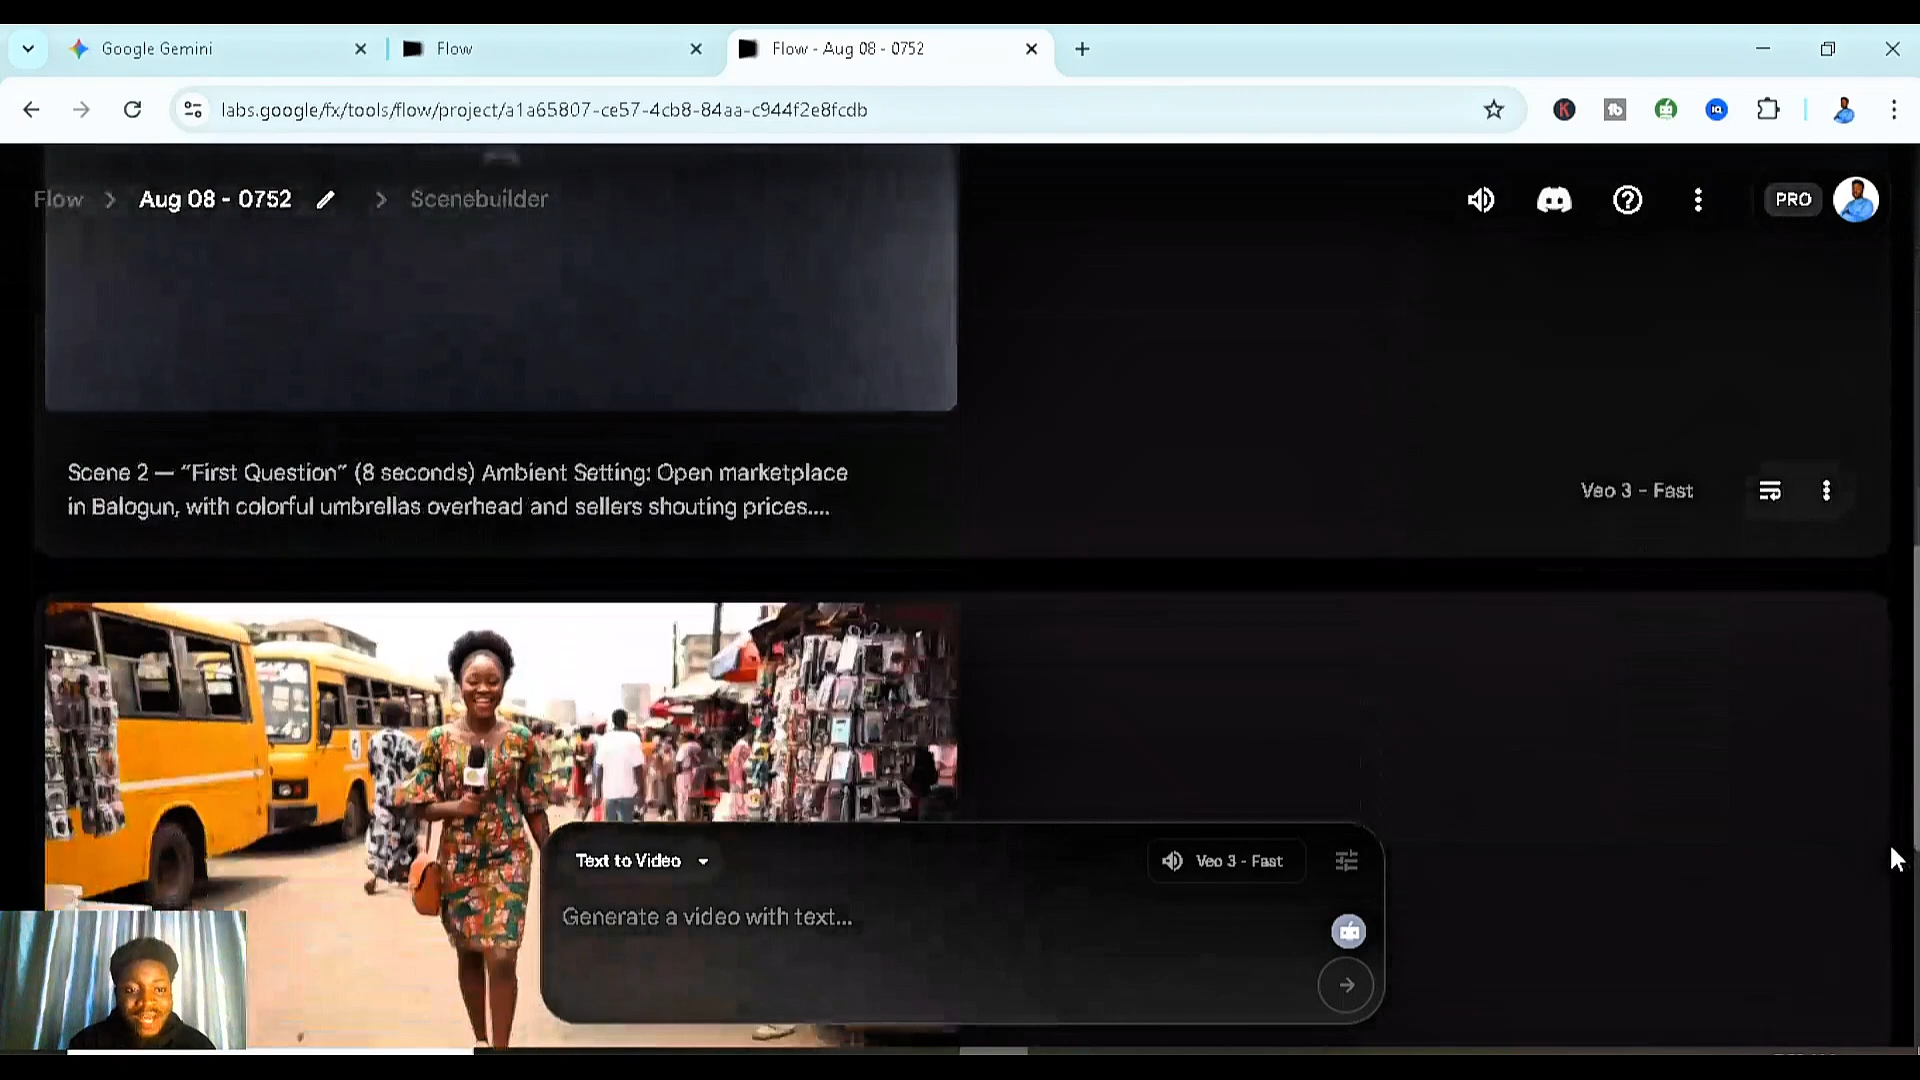 Google Gemini
Flow
Flow - Aug 08 - 0752
labs.google/fx/tools/flow/project/a1a65807-ce57-4cb8-84aa-c944f2e8fcdb
Flow > Aug 08 - 0752 > Scenebuilder
PRO
Scene 2 — “First Question” (8 seconds) Ambient Setting: Open marketplace
in Balogun, with colorful umbrellas overhead and sellers shouting prices....
Veo 3 - Fast
Text to Video
Veo 3 - Fast
Generate a video with text...